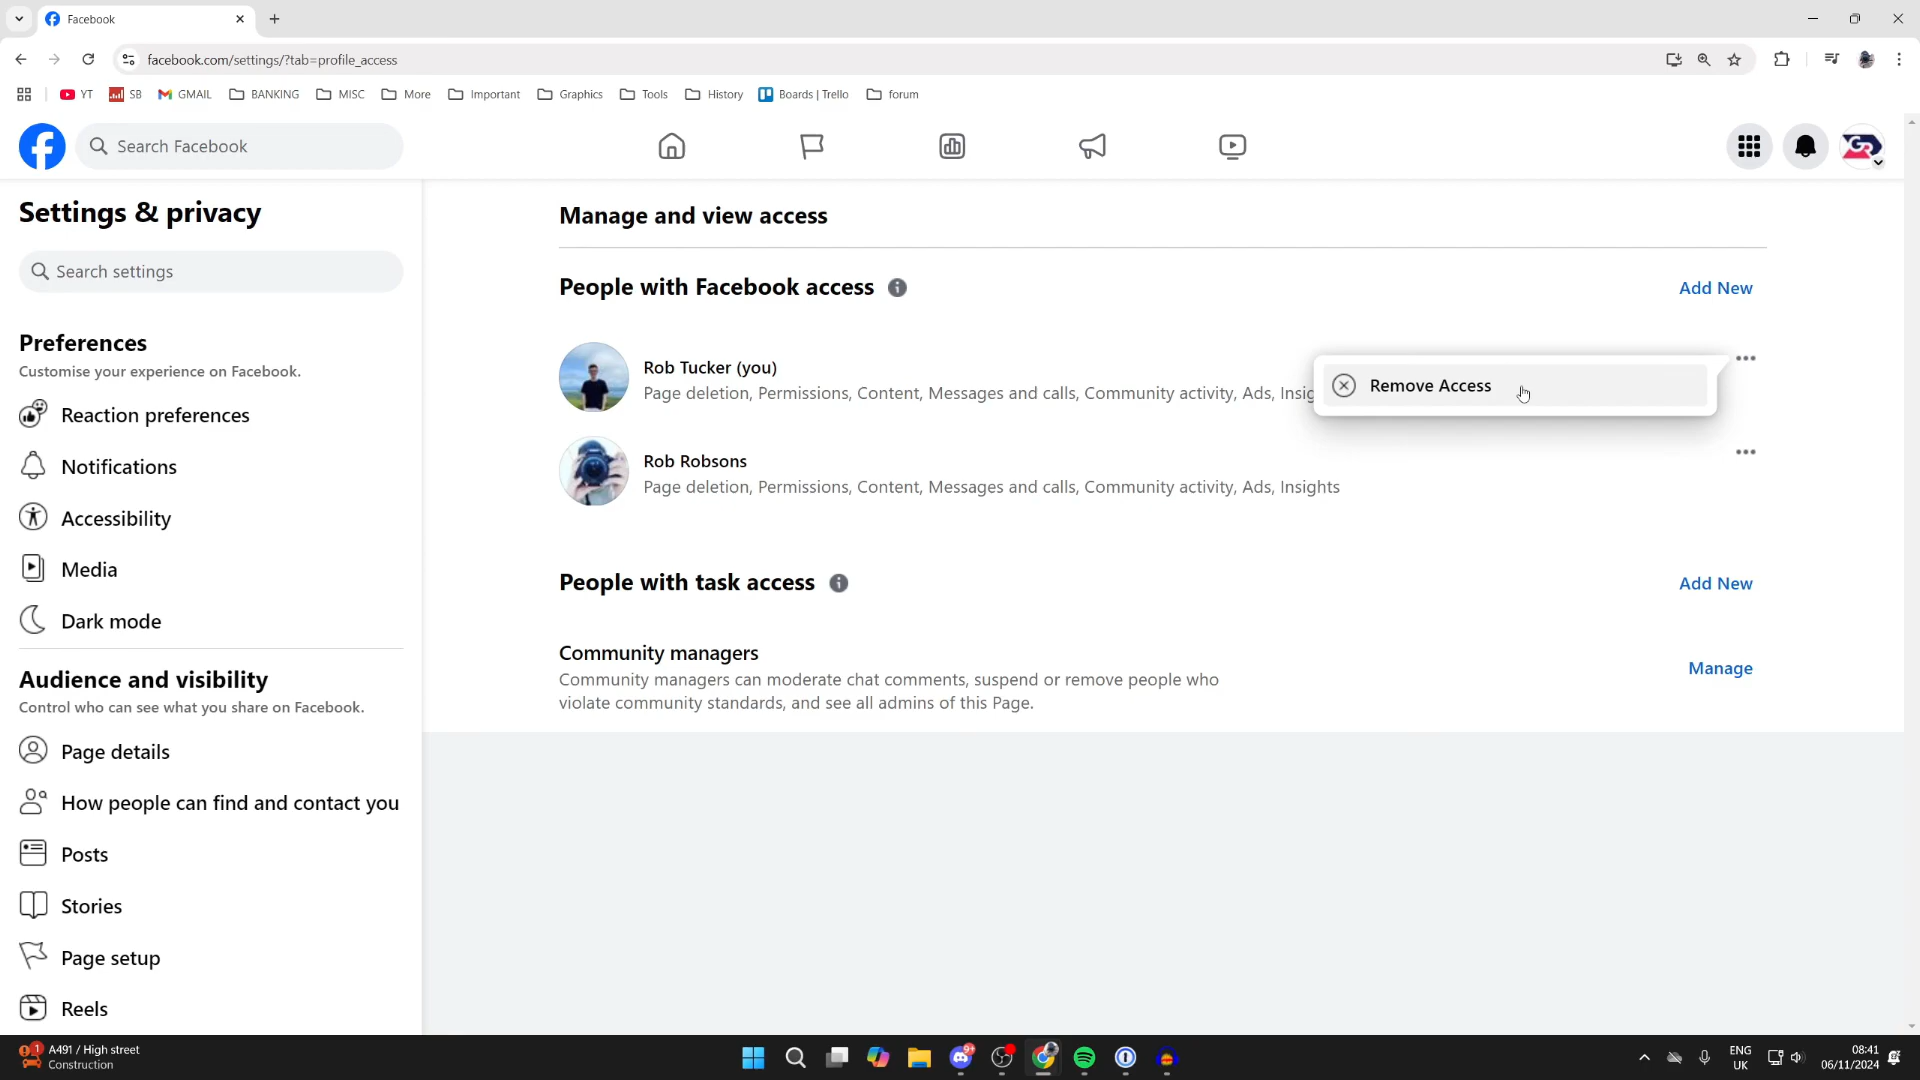 Facebook
facebook.com/settings/?tab=profile_access
YT
SB
GMAIL
BANKING
MISC
More
Important
Graphics
Tools
History
Boards | Trello
forum
Search Facebook
Settings & privacy
Search settings
Preferences
Customise your experience on Facebook.
Reaction preferences
Notifications
Accessibility
Media
Dark mode
Audience and visibility
Control who can see what you share on Facebook.
Page details
How people can find and contact you
Posts
Stories
Page setup
Reels
Manage and view access
People with Facebook access
Add New
Rob Tucker (you)
Page deletion, Permissions, Content, Messages and calls, Community activity, Ads, Insig
Remove Access
Rob Robsons
Page deletion, Permissions, Content, Messages and calls, Community activity, Ads, Insights
People with task access
Add New
Community managers
Community managers can moderate chat comments, suspend or remove people who
violate community standards, and see all admins of this Page.
Manage
1
A491 / High street
Construction
9+
ENG
UK
08:41
06/11/2024